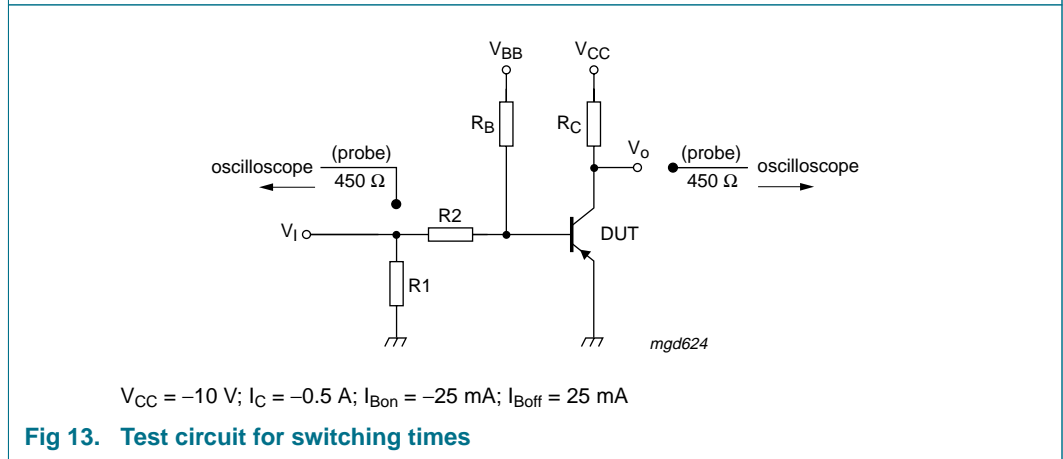 VBB VCC
RB RC
oscilloscope (probe) 450 Ω
Vo (probe) 450 Ω oscilloscope
R2
VI DUT
R1
mgd624
VCC = −10 V; IC = −0.5 A; IBon = −25 mA; IBoff = 25 mA
Fig 13. Test circuit for switching times